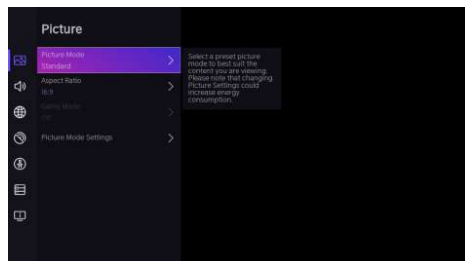 Picture
Picture Mode
Standard
Aspect Ratio
16:9
Game Mode
Off
Picture Mode Settings
Select a preset picture
mode to best suit the
content you are viewing.
Please note that changing
Picture Settings could
increase energy
consumption.